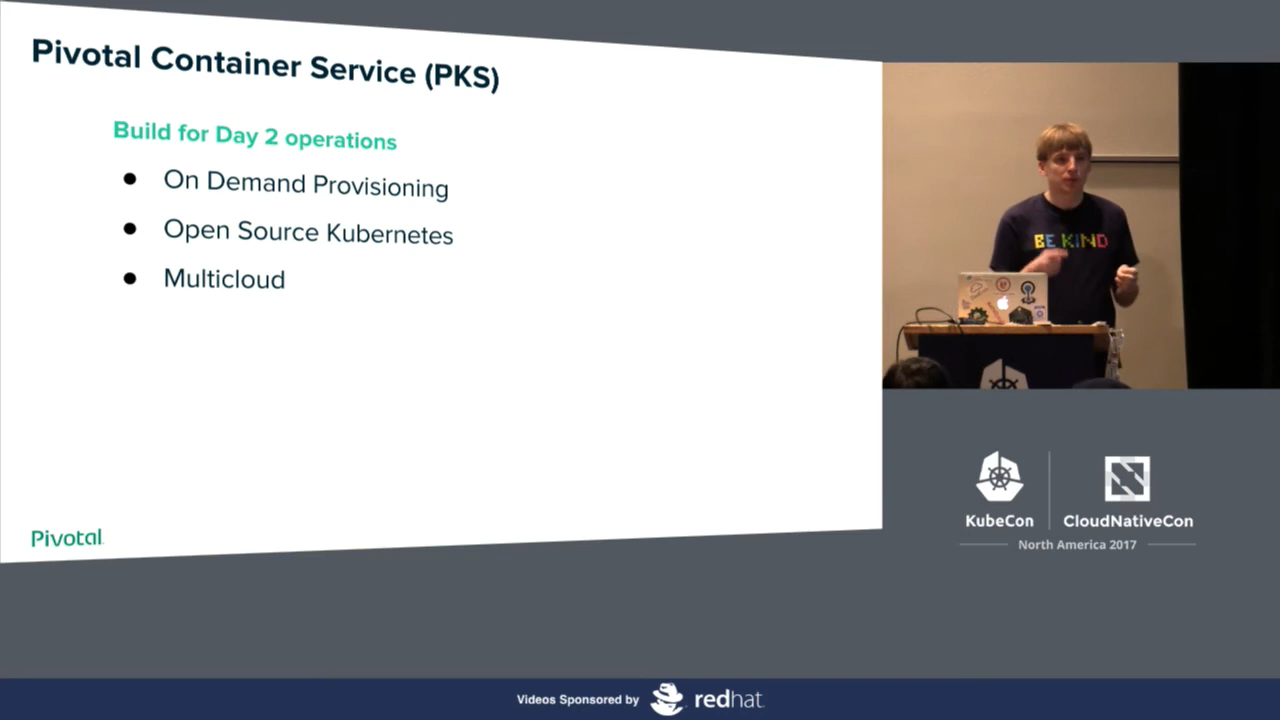 Pivotal Container Service (PKS)
Build for Day 2 operations
● On Demand Provisioning
● Open Source Kubernetes
● Multicloud
Pivotal
BE KIND
KubeCon
CloudNativeCon
North America 2017
Videos Sponsored by redhat